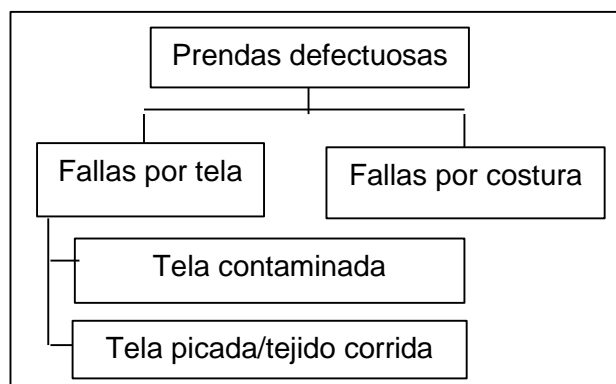 Prendas defectuosas
Fallas por tela
Fallas por costura
Tela contaminada
Tela picada/tejido corrida